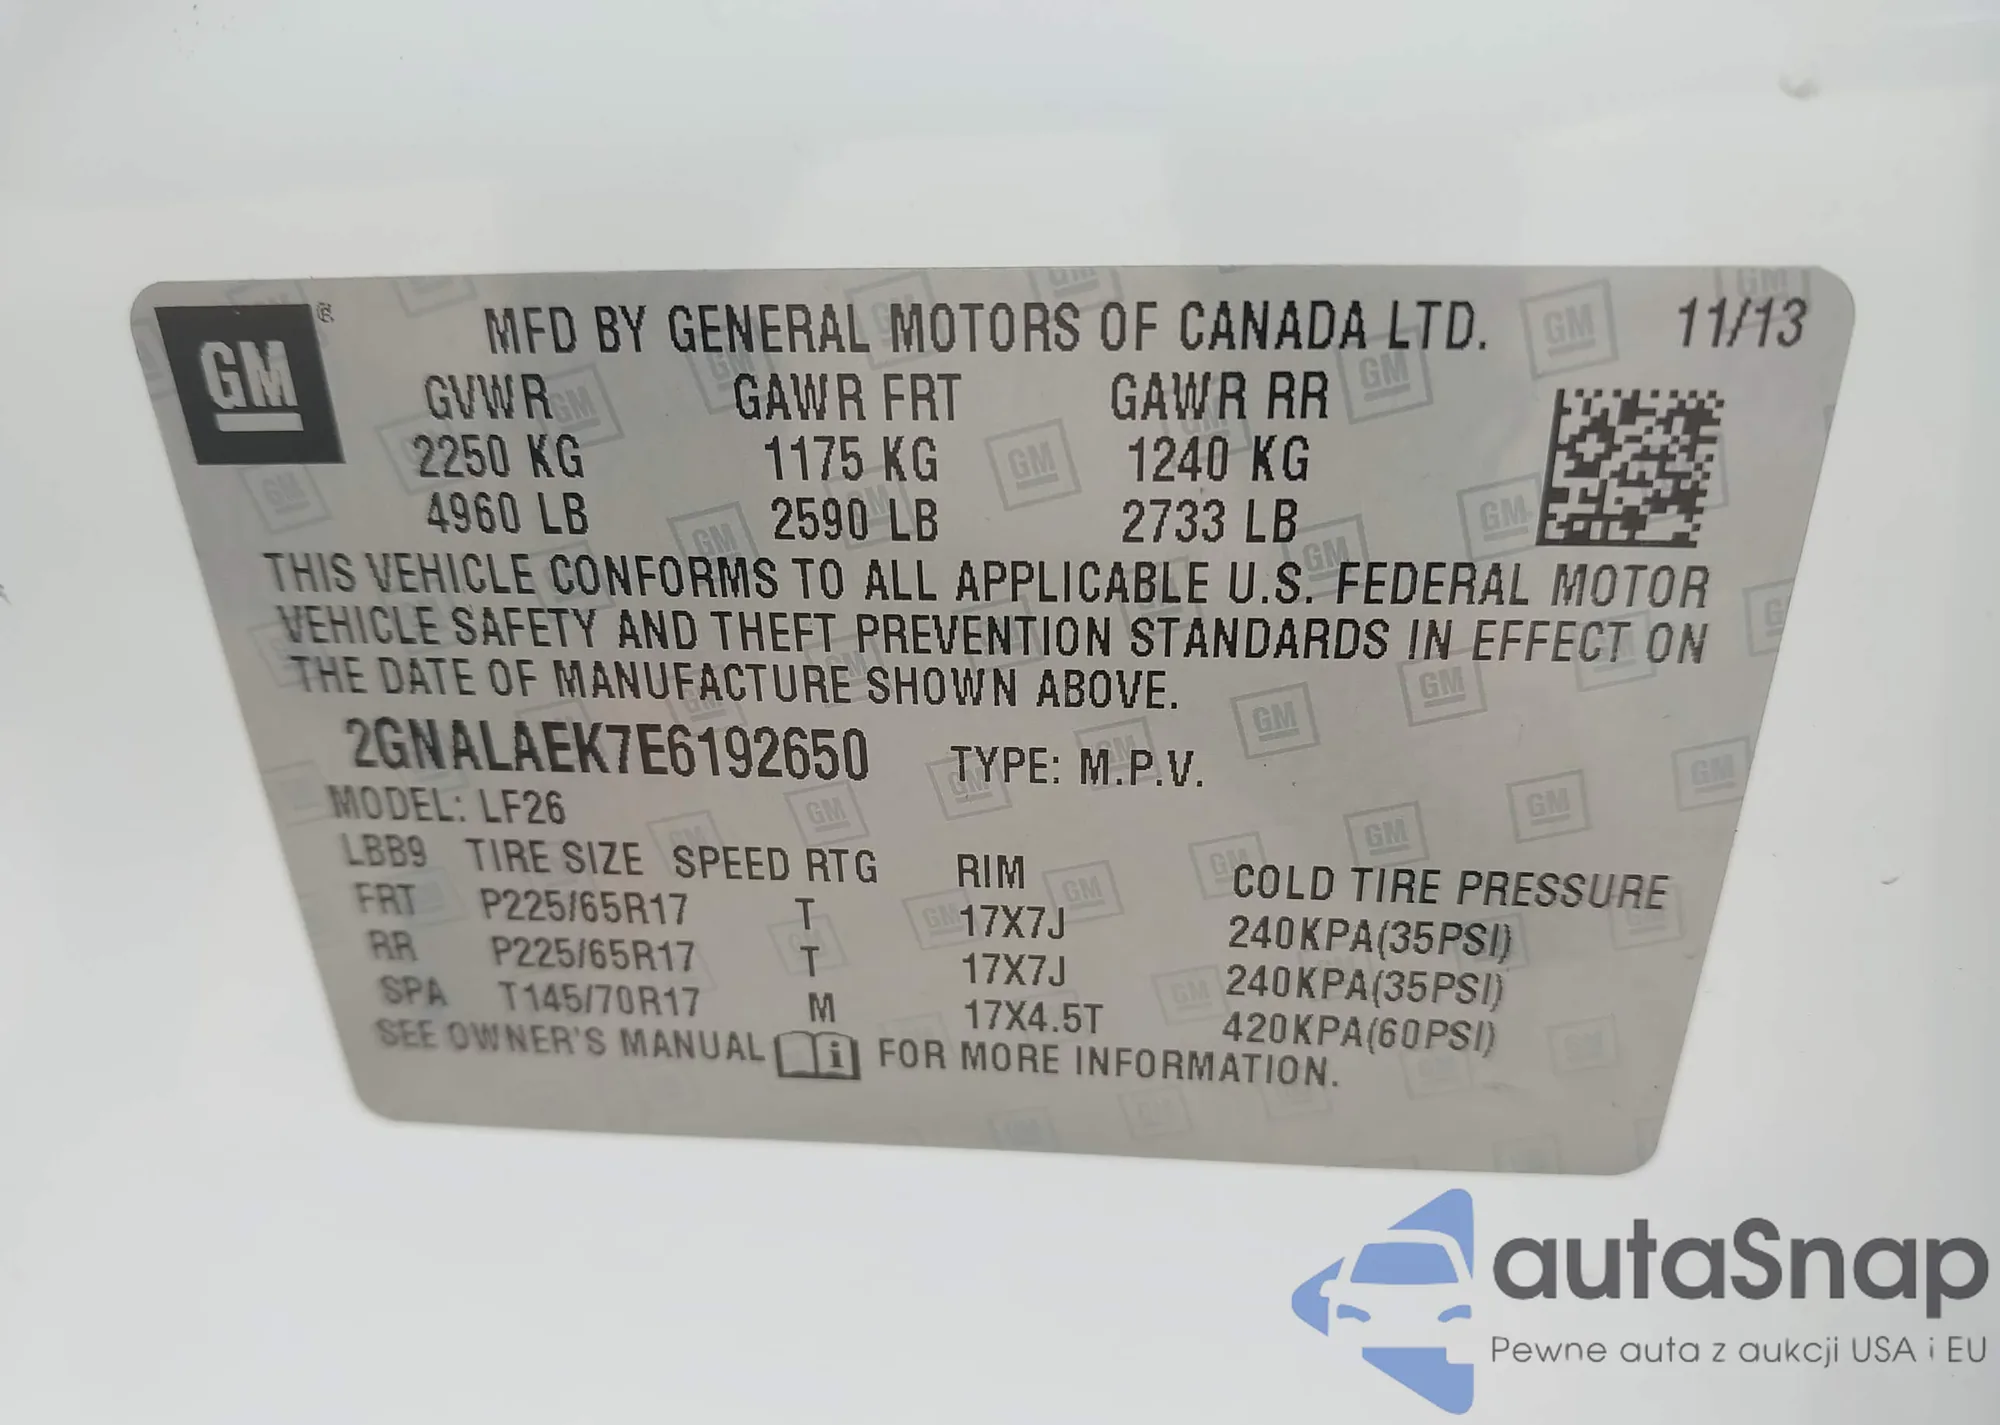 GM ® MFD BY GENERAL MOTORS OF CANADA LTD. 11/13
GVWR GAWR FRT GAWR RR
2250 KG 1175 KG 1240 KG
4960 LB 2590 LB 2733 LB
THIS VEHICLE CONFORMS TO ALL APPLICABLE U.S. FEDERAL MOTOR
VEHICLE SAFETY AND THEFT PREVENTION STANDARDS IN EFFECT ON
THE DATE OF MANUFACTURE SHOWN ABOVE.
2GNALAEK7E6192650 TYPE: M.P.V.
MODEL: LF26
LBB9 TIRE SIZE SPEED RTG RIM COLD TIRE PRESSURE
FRT P225/65R17 T 17X7J 240KPA(35PSI)
RR P225/65R17 T 17X7J 240KPA(35PSI)
SPA T145/70R17 M 17X4.5T 420KPA(60PSI)
SEE OWNER'S MANUAL i FOR MORE INFORMATION.
autaSnap
Pewne auta z aukcji USA i EU